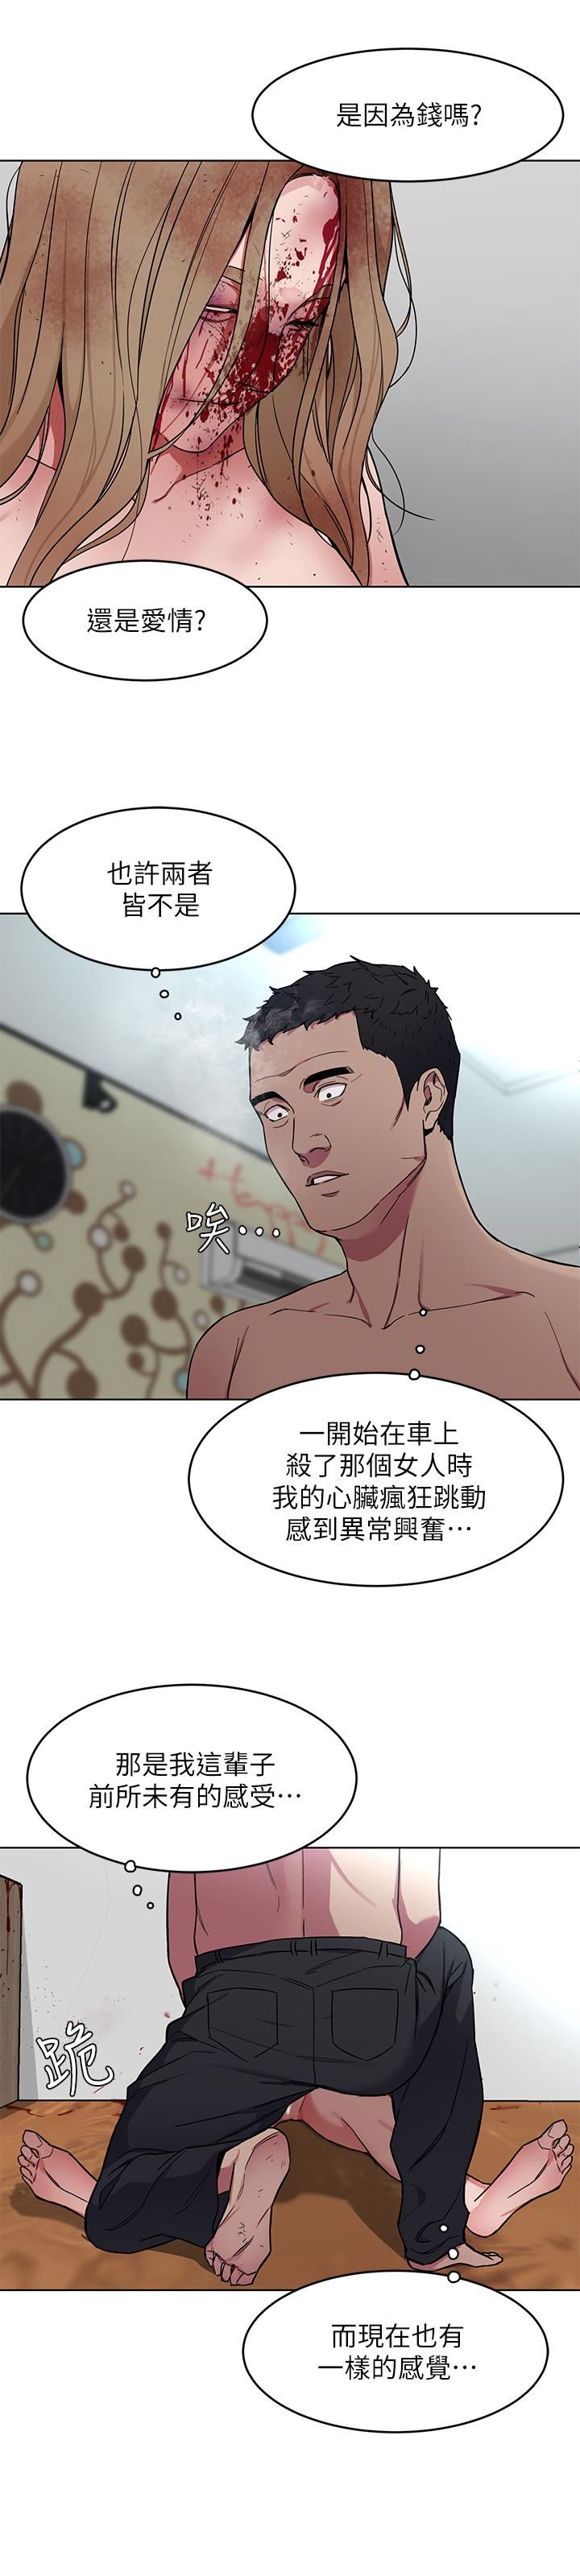 是因為錢嗎?
還是愛情?
也許兩者
皆不是
Happy
唉…
一開始在車上
殺了那個女人時
我的心臟瘋狂跳動
感到異常興奮…
那是我這輩子
前所未有的感受…
跪
而現在也有
一樣的感覺…